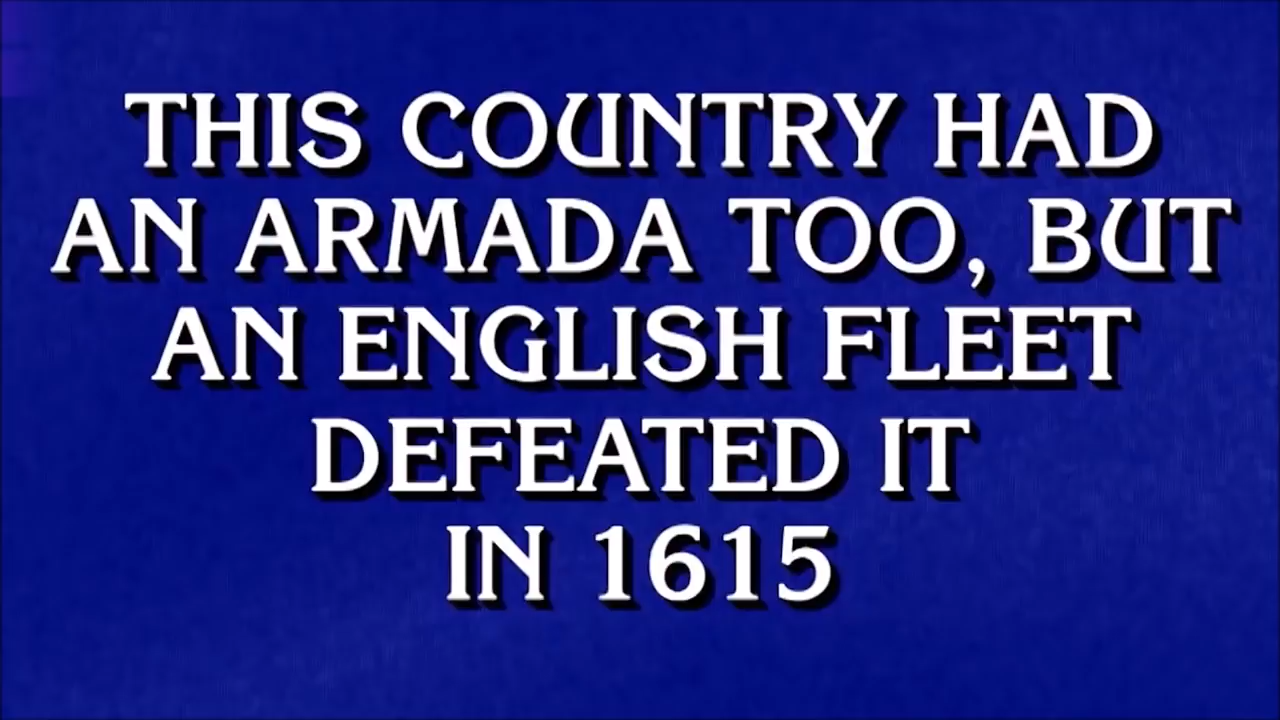 THIS COUNTRY HAD
AN ARMADA TOO, BUT
AN ENGLISH FLEET
DEFEATED IT
IN 1615